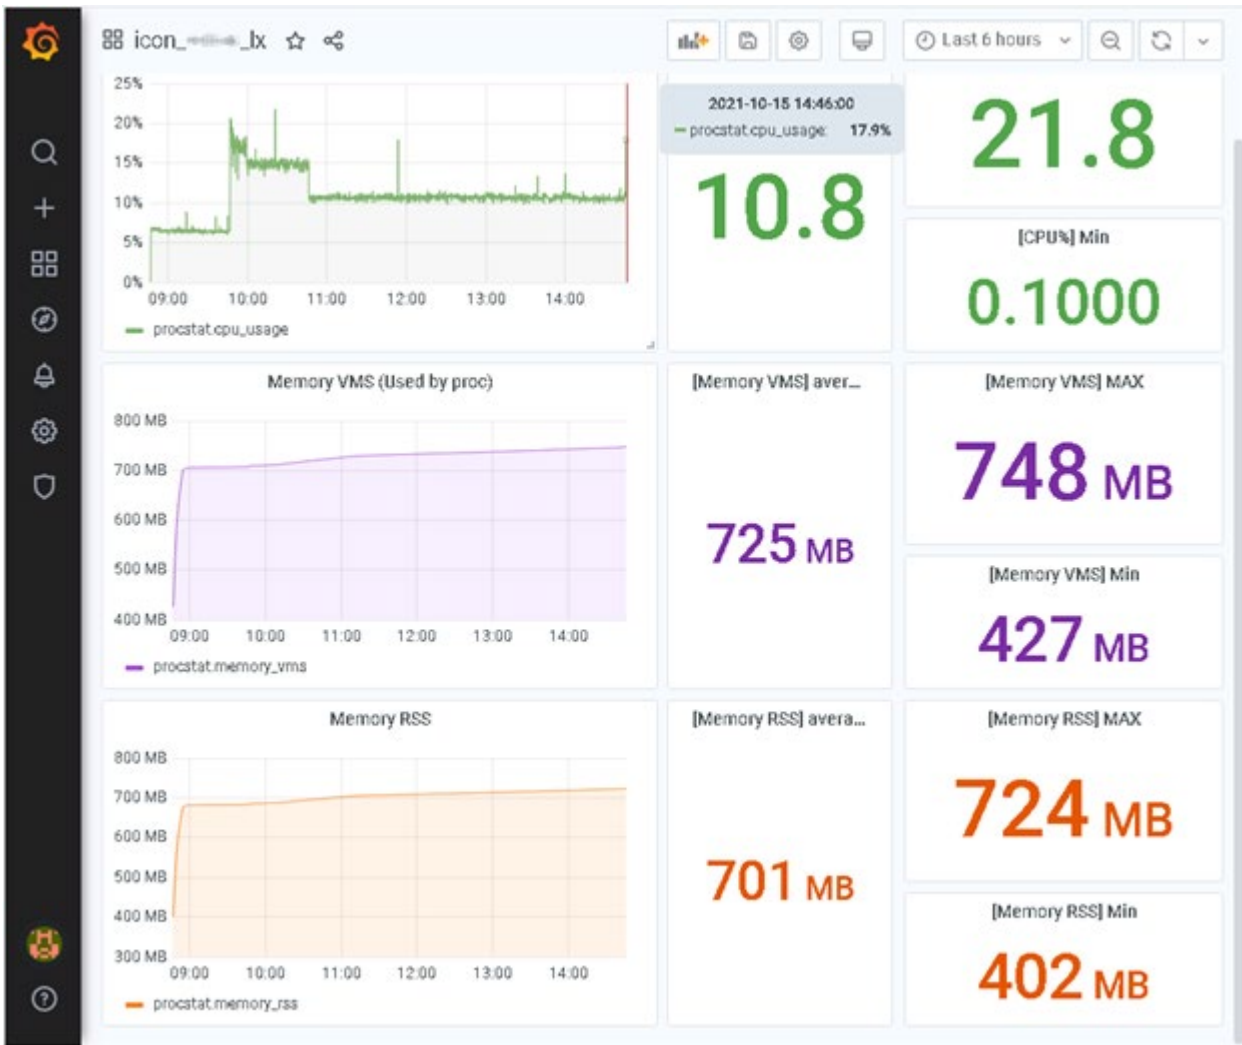 icon_ _lx
Last 6 hours
25%
20%
15%
10%
5%
0%
09:00 10:00 11:00 12:00 13:00 14:00
procstat.cpu_usage
2021-10-15 14:46:00
procstat.cpu_usage: 17.9%
10.8
21.8
[CPU%] Min
0.1000
Memory VMS (Used by proc)
800 MB
700 MB
600 MB
500 MB
400 MB
09:00 10:00 11:00 12:00 13:00 14:00
procstat.memory_vms
[Memory VMS] aver...
725 MB
[Memory VMS] MAX
748 MB
[Memory VMS] Min
427 MB
Memory RSS
800 MB
700 MB
600 MB
500 MB
400 MB
300 MB
09:00 10:00 11:00 12:00 13:00 14:00
procstat.memory_rss
[Memory RSS] avera...
701 MB
[Memory RSS] MAX
724 MB
[Memory RSS] Min
402 MB